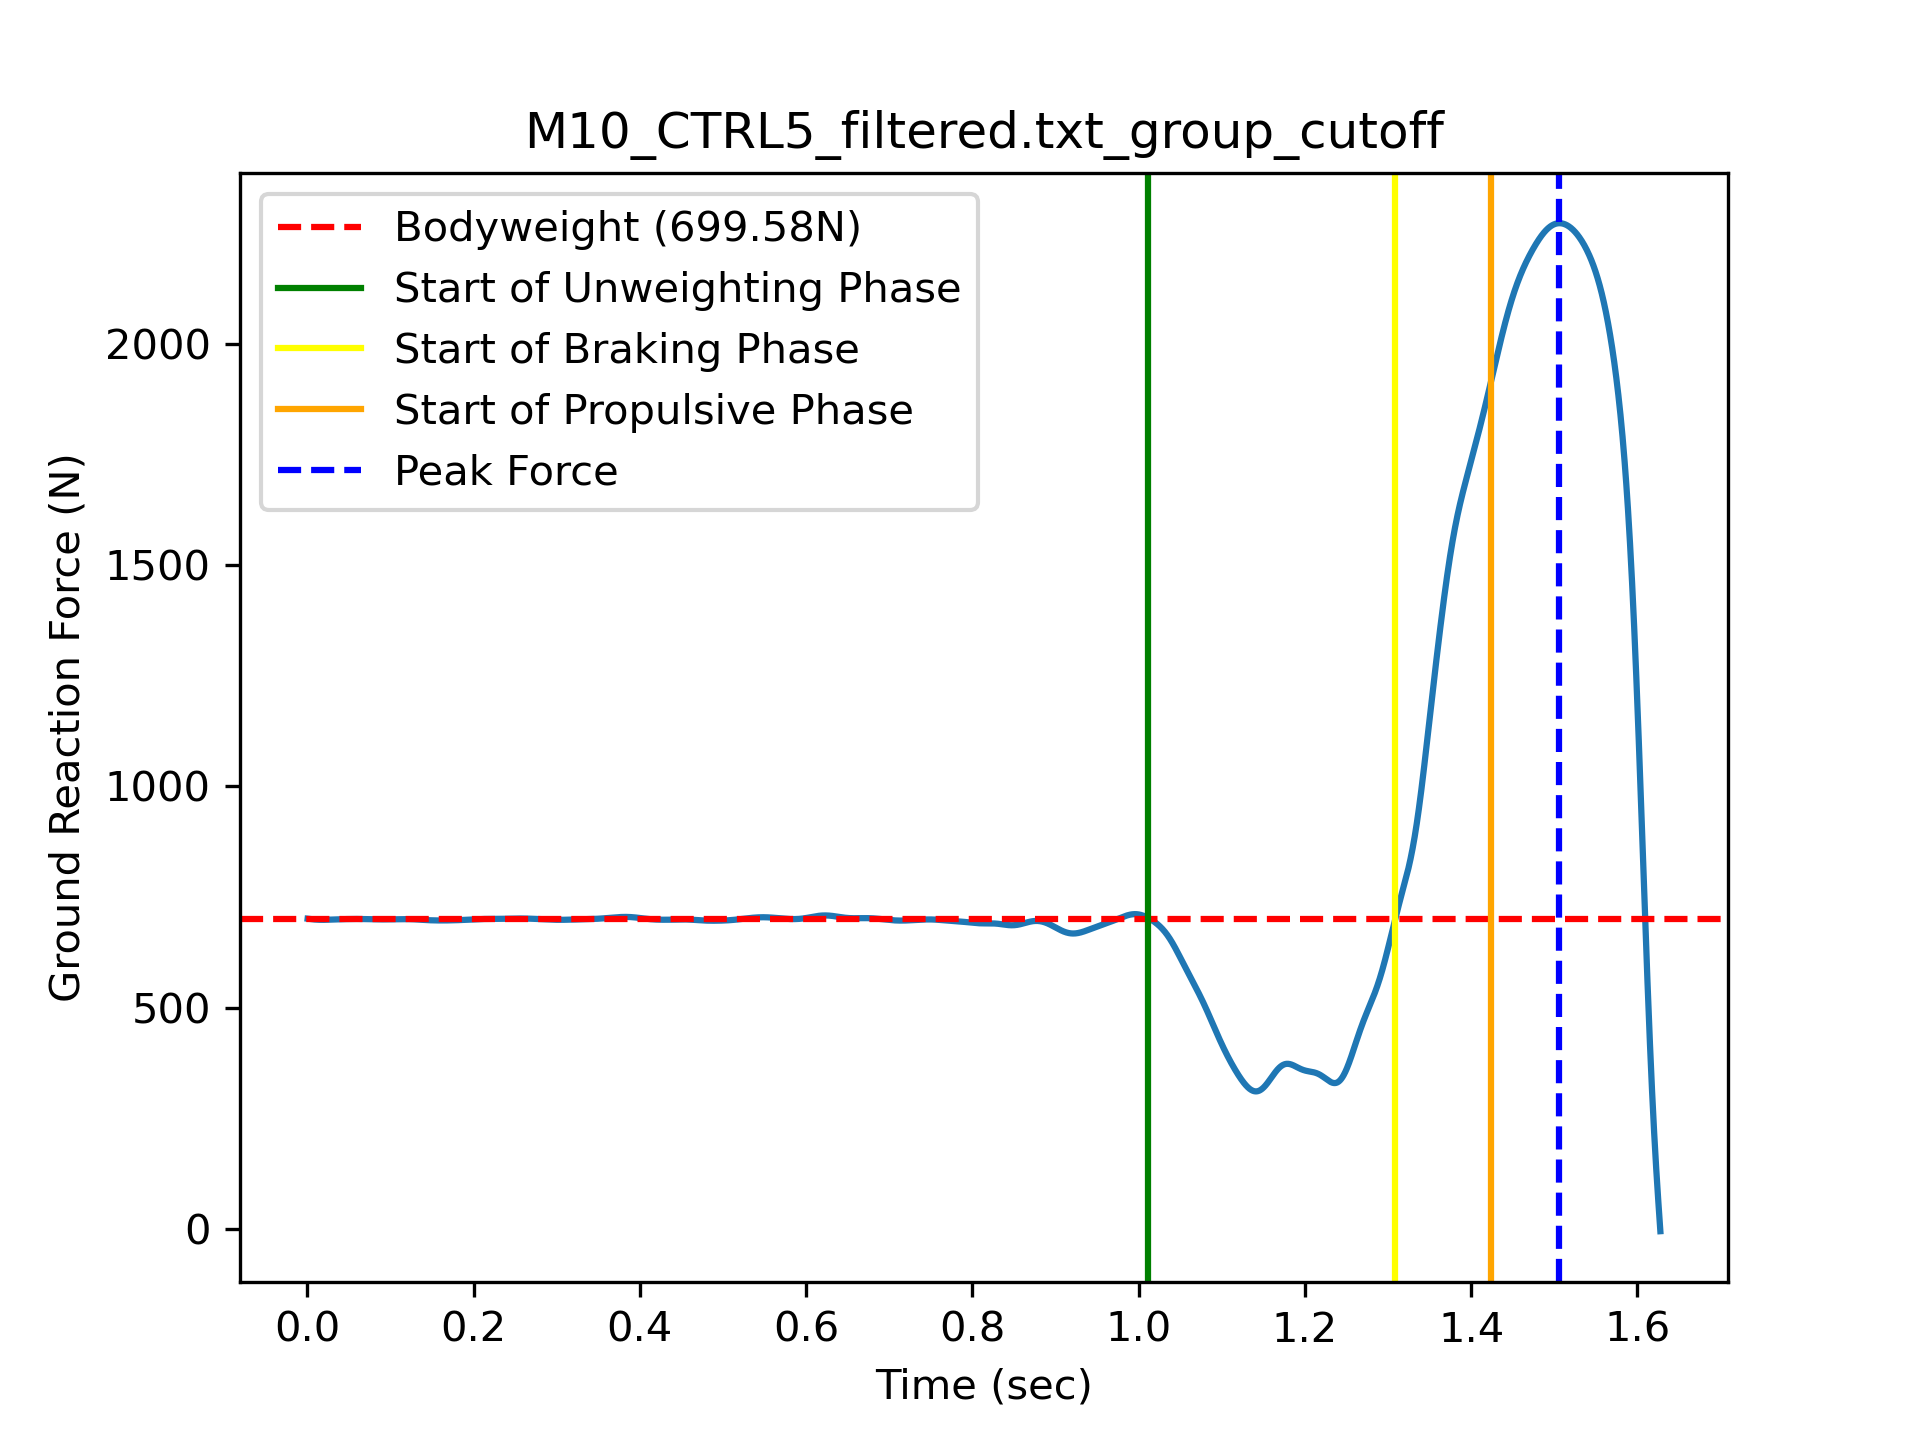 M10_CTRL5_filtered.txt_group_cutoff
Bodyweight (699.58N)
Start of Unweighting Phase
Start of Braking Phase
Start of Propulsive Phase
Peak Force
Ground Reaction Force (N)
2000
1500
1000
500
0
0.0 0.2 0.4 0.6 0.8 1.0 1.2 1.4 1.6
Time (sec)